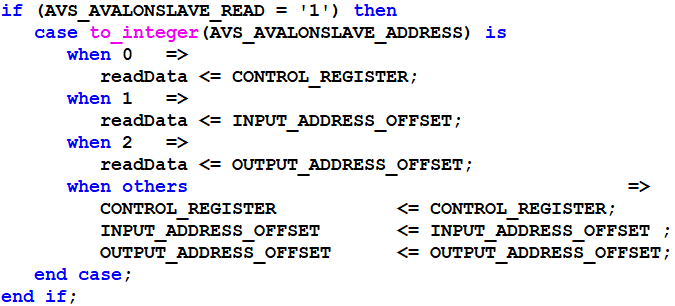 if (AVS_AVALONSLAVE_READ = '1') then
case to_integer(AVS_AVALONSLAVE_ADDRESS) is
when 0 =>
readData <= CONTROL_REGISTER;
when 1 =>
readData <= INPUT_ADDRESS_OFFSET;
when 2 =>
readData <= OUTPUT_ADDRESS_OFFSET;
when others =>
CONTROL_REGISTER <= CONTROL_REGISTER;
INPUT_ADDRESS_OFFSET <= INPUT_ADDRESS_OFFSET ;
OUTPUT_ADDRESS_OFFSET <= OUTPUT_ADDRESS_OFFSET;
end case;
end if;